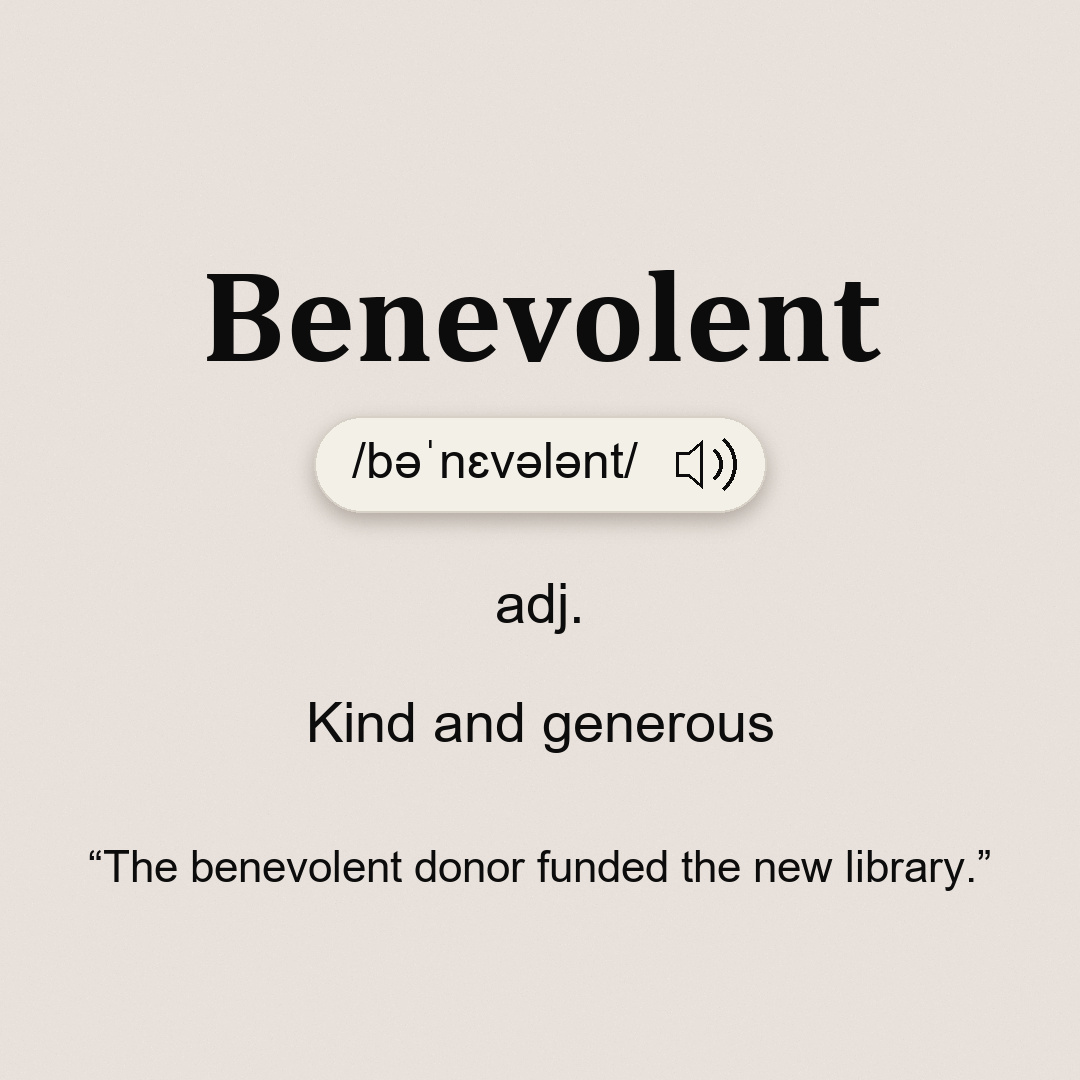 Benevolent
/bəˈnɛvələnt/
adj.
Kind and generous
“The benevolent donor funded the new library.”